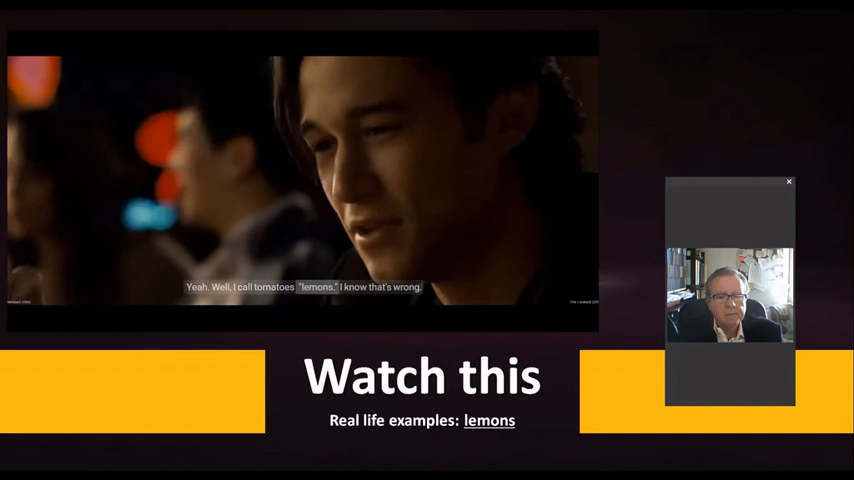 Yeah. Well, I call tomatoes "lemons." I know that's wrong.
Watch this
Real life examples: lemons